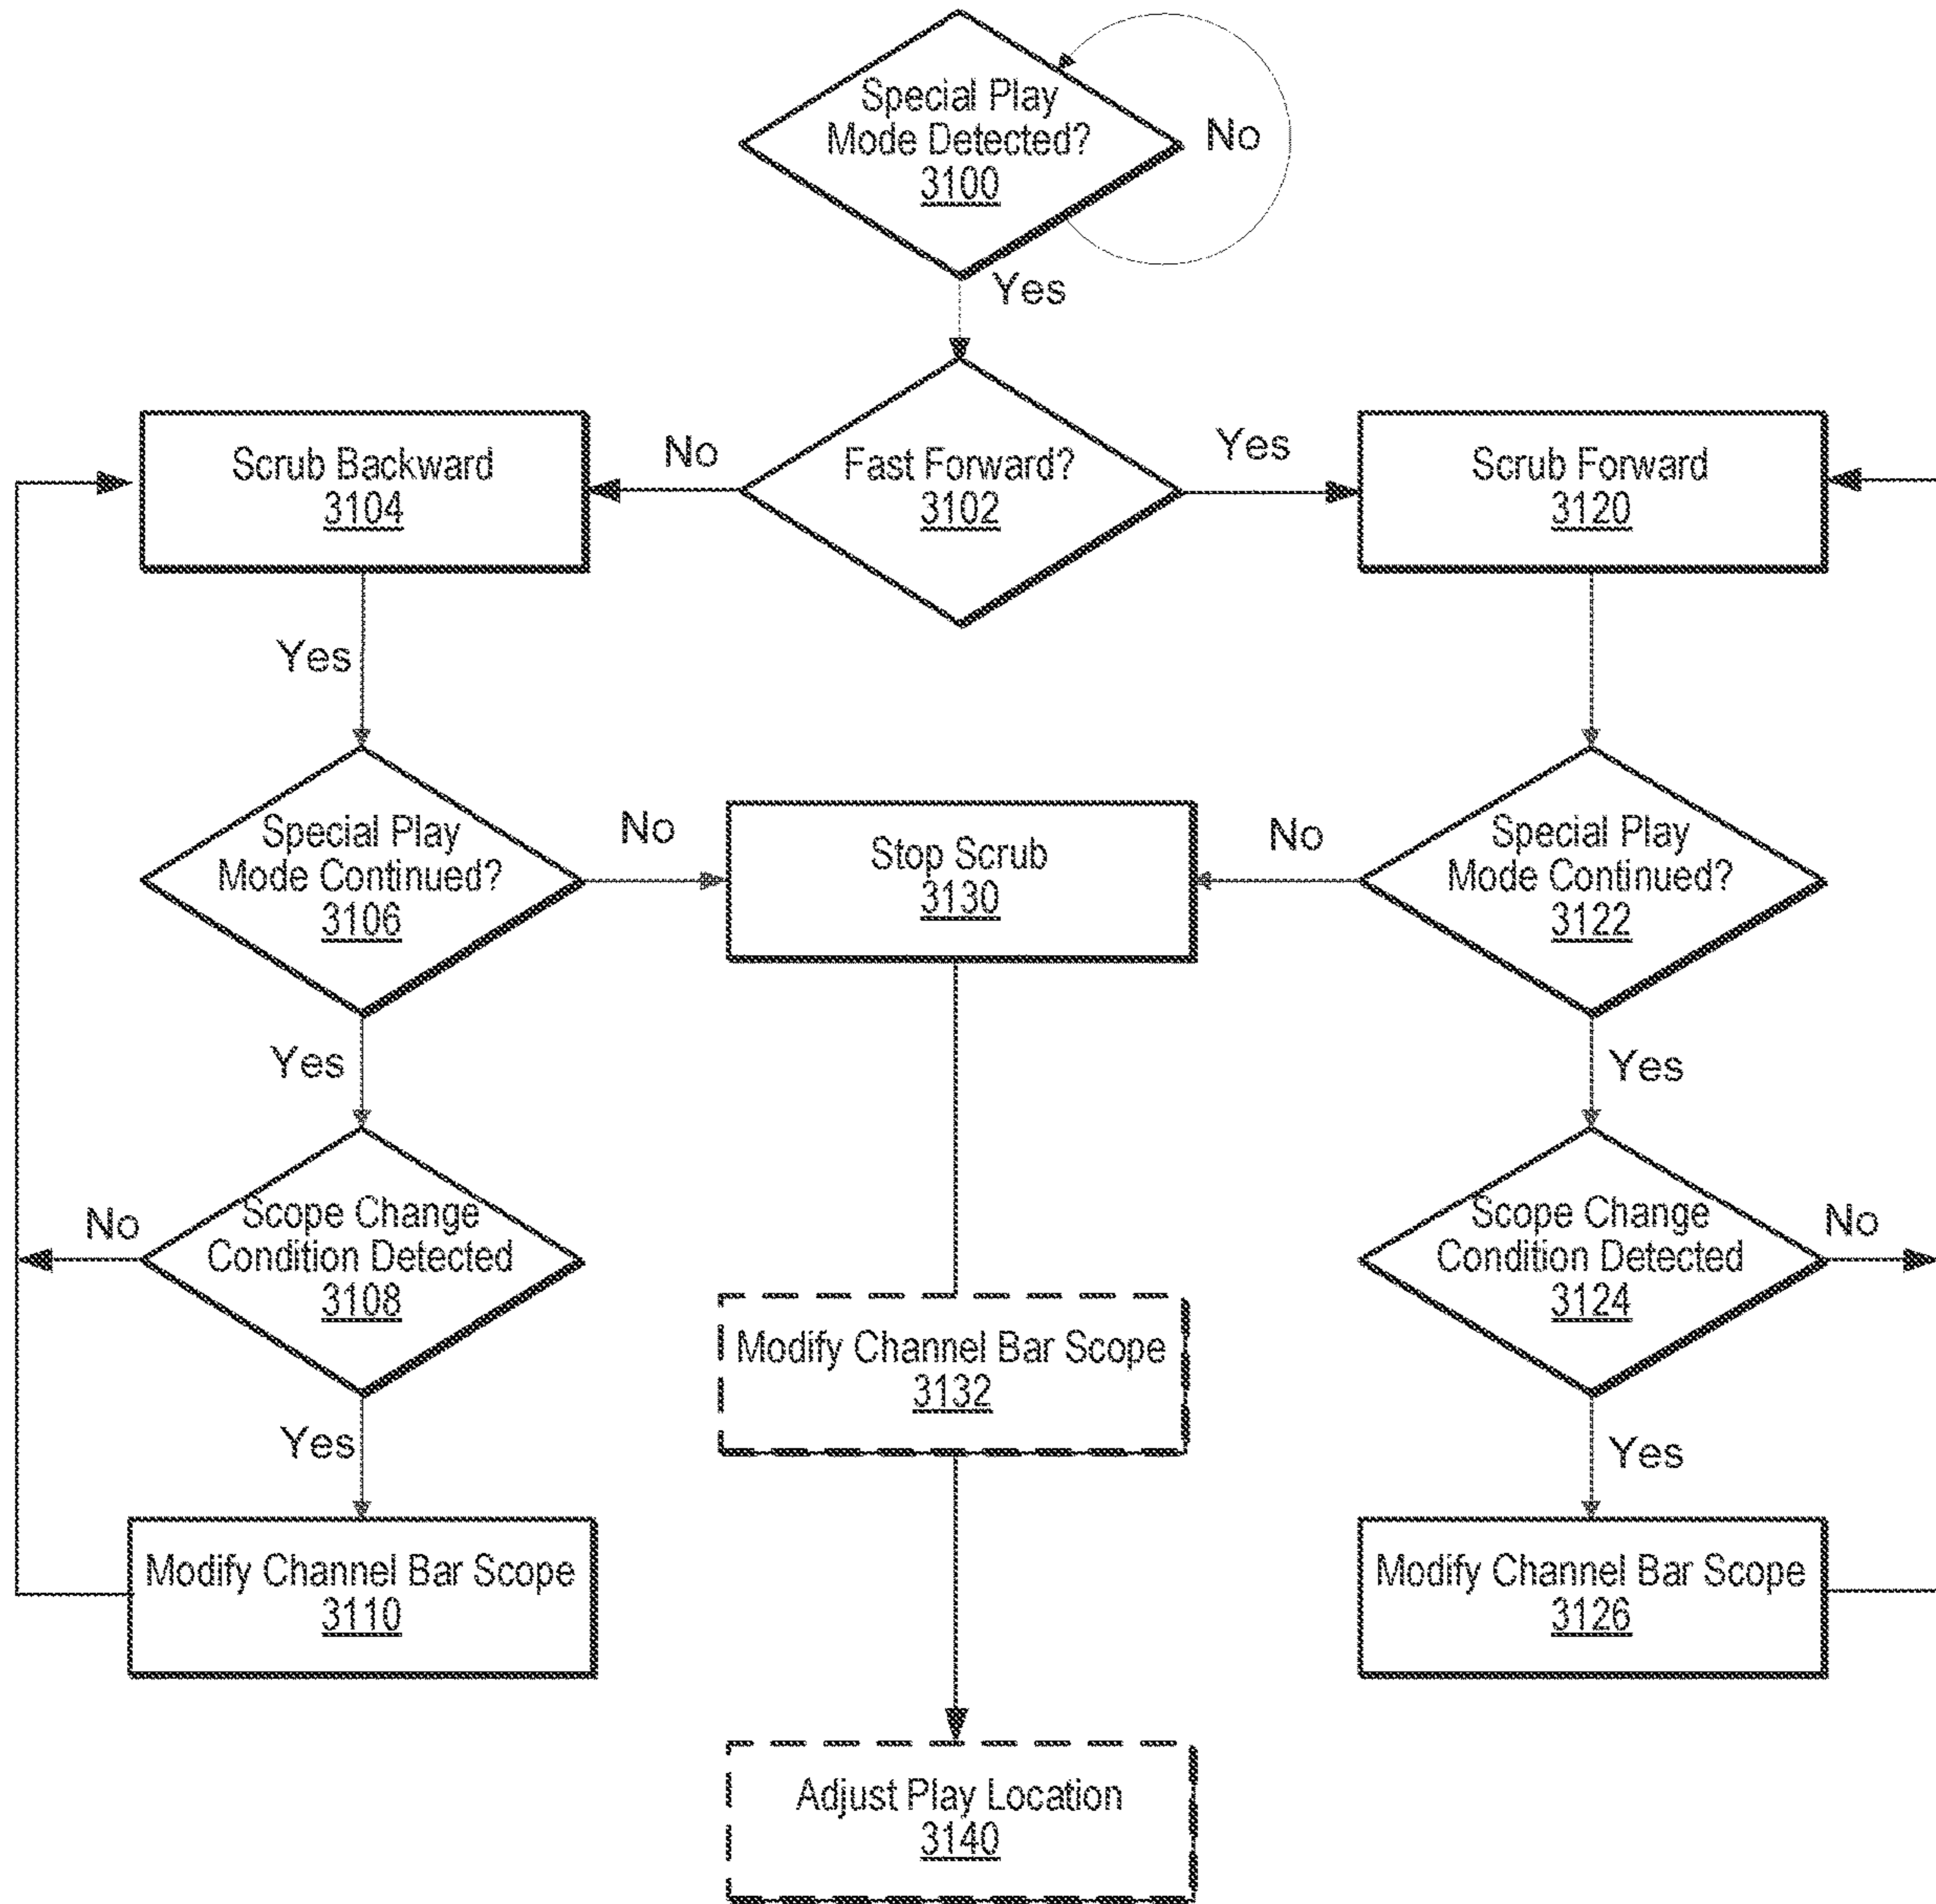 Special Play
Mode Detected?
3100
No
Yes
Scrub Backward
3104
No
Fast Forward?
3102
Yes
Scrub Forward
3120
Yes
Special Play
Mode Continued?
3106
No
Stop Scrub
3130
No
Special Play
Mode Continued?
3122
Yes
Yes
No
Scope Change
Condition Detected
3108
Modify Channel Bar Scope
3132
Scope Change
Condition Detected
3124
No
Yes
Yes
Modify Channel Bar Scope
3110
Modify Channel Bar Scope
3126
Adjust Play Location
3140